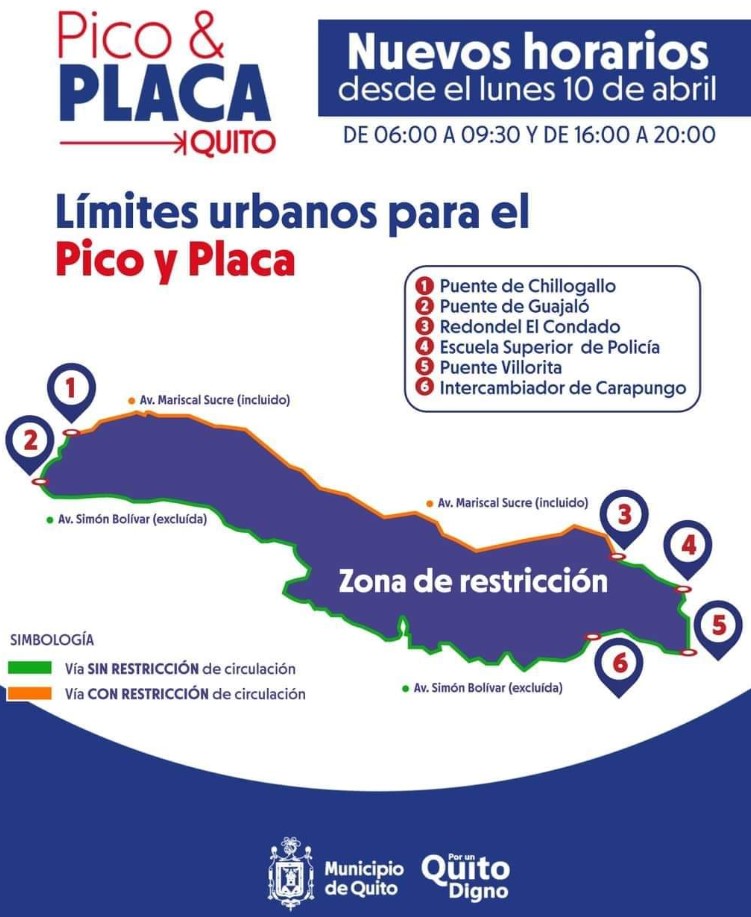 Pico &
PLACA
QUITO
Nuevos horarios
desde el lunes 10 de abril
DE 06:00 A 09:30 Y DE 16:00 A 20:00
Límites urbanos para el
Pico y Placa
1 Puente de Chillogallo
2 Puente de Guajaló
3 Redondel El Condado
4 Escuela Superior de Policía
5 Puente Villorita
6 Intercambiador de Carapungo
1
Av. Mariscal Sucre (incluido)
2
Av. Simón Bolívar (excluída)
Av. Mariscal Sucre (incluido)
3
4
Zona de restricción
5
6
Av. Simón Bolívar (excluída)
SIMBOLOGÍA
Vía SIN RESTRICCIÓN de circulación
Vía CON RESTRICCIÓN de circulación
Municipio
de Quito
Por un
Quito
Digno